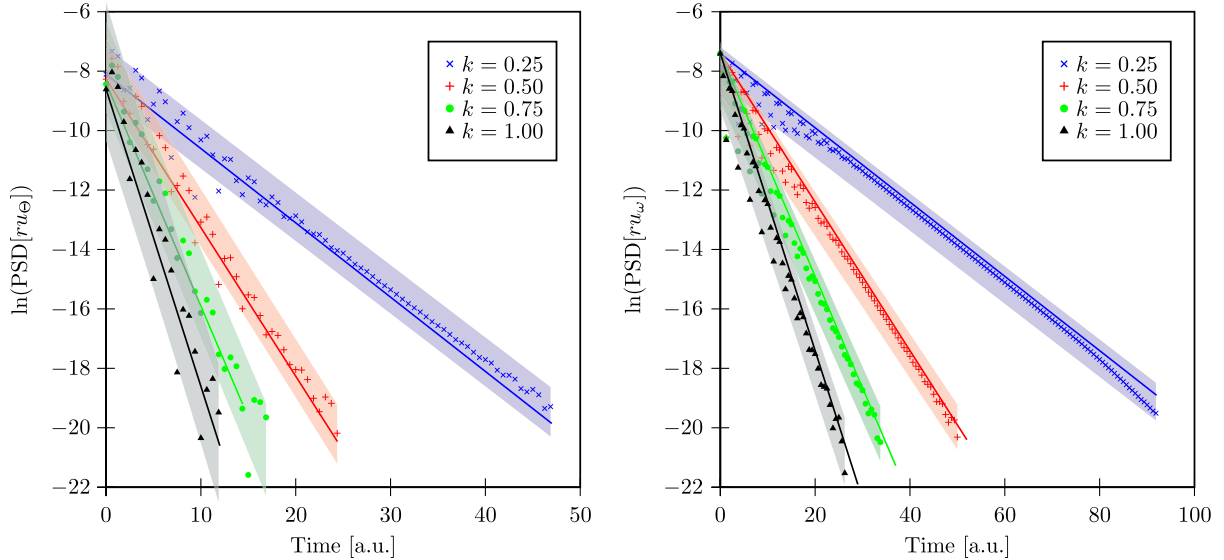 −6
−8
−10
−12
−14
−16
−18
−20
−22
0
10
20
30
40
50
Time [a.u.]
ln(PSD[ruΘ])
k = 0.25
k = 0.50
k = 0.75
k = 1.00
−6
−8
−10
−12
−14
−16
−18
−20
−22
0
20
40
60
80
100
Time [a.u.]
ln(PSD[ruω])
k = 0.25
k = 0.50
k = 0.75
k = 1.00